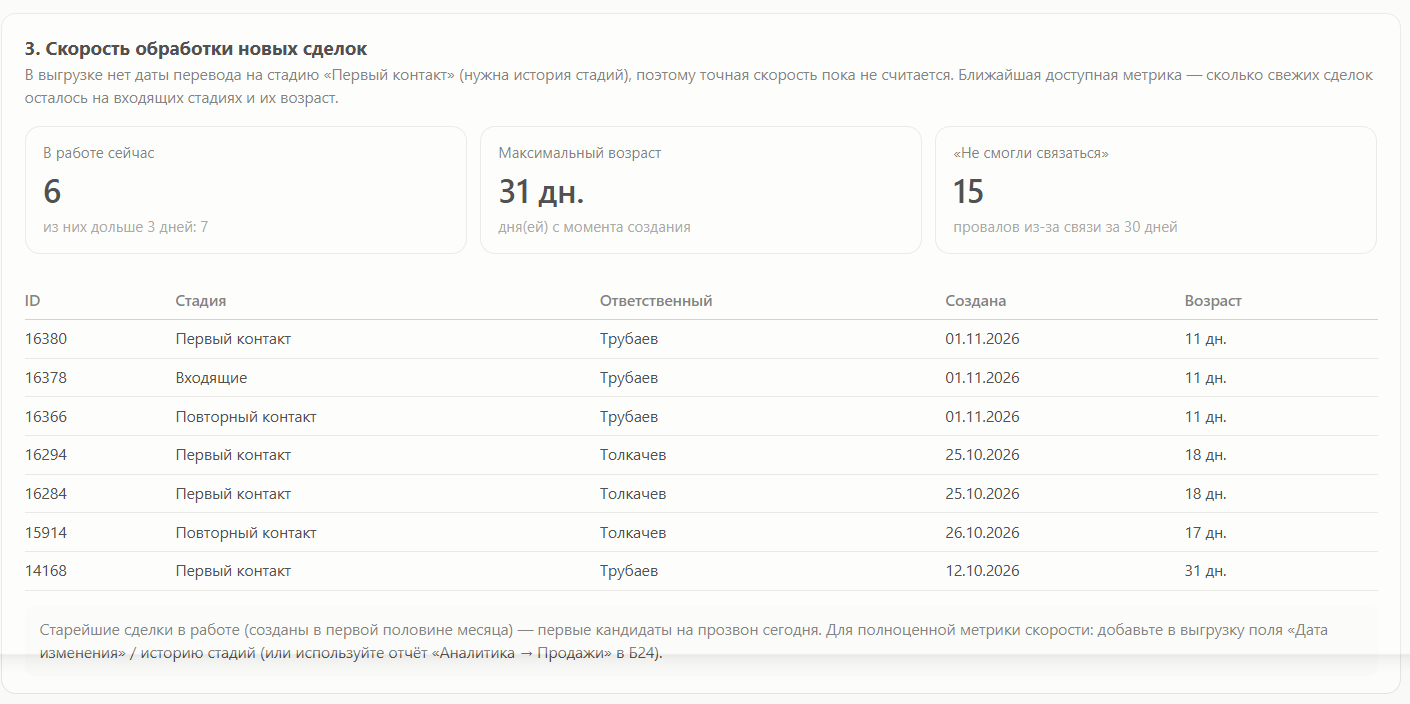 3. Скорость обработки новых сделок
В выгрузке нет даты перевода на стадию «Первый контакт» (нужна история стадий), поэтому точная скорость пока не считается. Ближайшая доступная метрика — сколько свежих сделок
осталось на входящих стадиях и их возраст.
В работе сейчас
6
из них дольше 3 дней: 7
Максимальный возраст
31 дн.
дня(ей) с момента создания
«Не смогли связаться»
15
провалов из-за связи за 30 дней
ID Стадия Ответственный Создана Возраст
16380 Первый контакт Трубаев 01.11.2026 11 дн.
16378 Входящие Трубаев 01.11.2026 11 дн.
16366 Повторный контакт Трубаев 01.11.2026 11 дн.
16294 Первый контакт Толкачев 25.10.2026 18 дн.
16284 Первый контакт Толкачев 25.10.2026 18 дн.
15914 Повторный контакт Толкачев 26.10.2026 17 дн.
14168 Первый контакт Трубаев 12.10.2026 31 дн.
Старейшие сделки в работе (созданы в первой половине месяца) — первые кандидаты на прозвон сегодня. Для полноценной метрики скорости: добавьте в выгрузку поля «Дата
изменения» / историю стадий (или используйте отчёт «Аналитика → Продажи» в Б24).